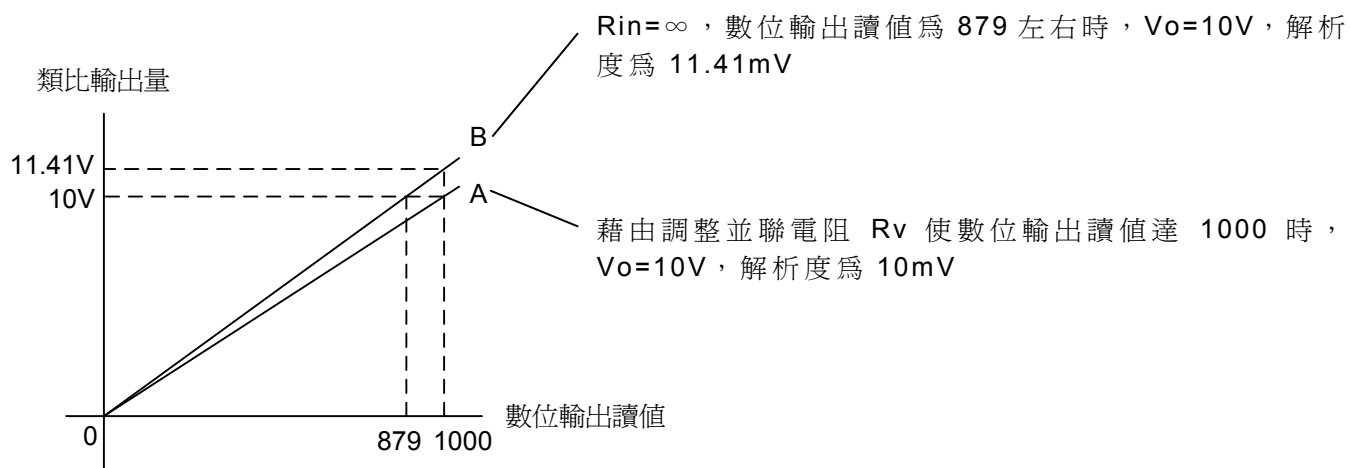 Rin=∞，數位輸出讀值爲 879 左右時，Vo=10V，解析
度爲 11.41mV
類比輸出量
B
11.41V
10V
A
藉由調整並聯電阻 Rv 使數位輸出讀值達 1000 時，
Vo=10V，解析度爲 10mV
0
879 1000
數位輸出讀值